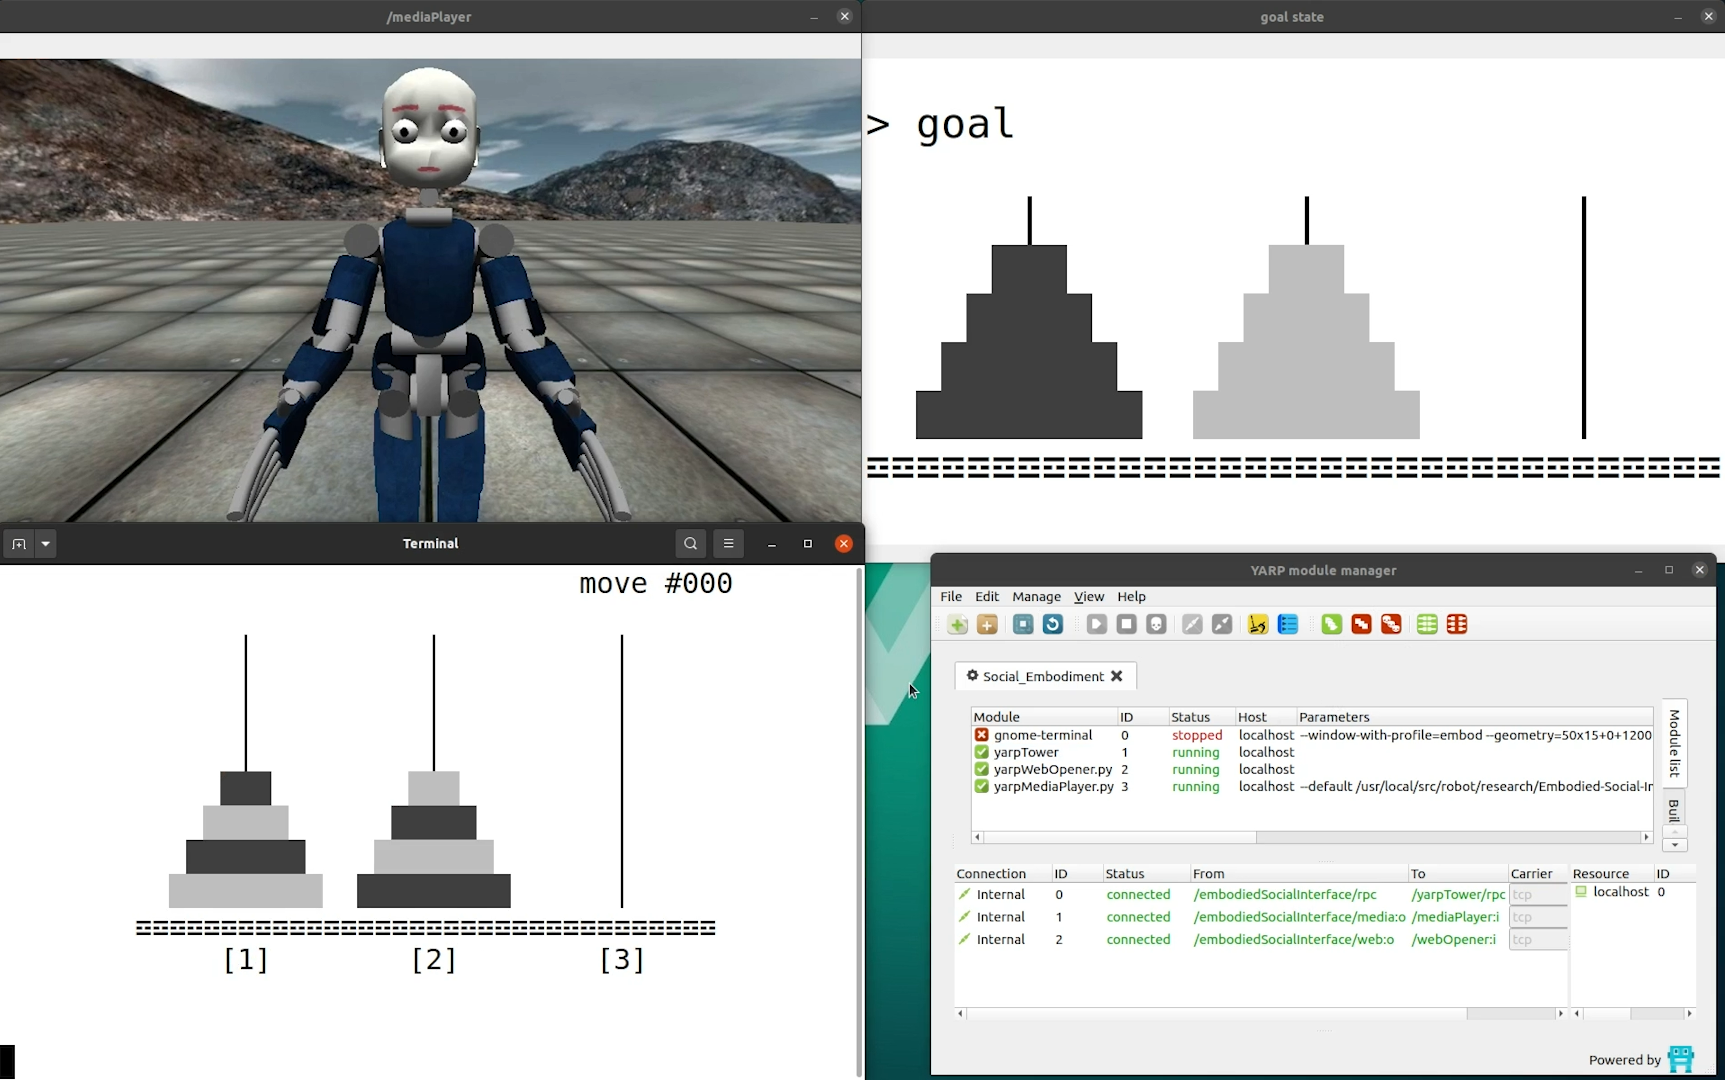 /mediaPlayer
goal state
> goal
Terminal
move #000
[1] [2] [3]
YARP module manager
File Edit Manage View Help
Social_Embodiment
Module ID Status Host Parameters
gnome-terminal 0 stopped localhost --window-with-profile=embod --geometry=50x15+0+1200
yarpTower 1 running localhost
yarpWebOpener.py 2 running localhost
yarpMediaPlayer.py 3 running localhost --default /usr/local/src/robot/research/Embodied-Social-Ir
Module list
Buil
Connection ID Status From To Carrier Resource ID
Internal 0 connected /embodiedSocialInterface/rpc /yarpTower/rpc tcp localhost 0
Internal 1 connected /embodiedSocialInterface/media:o /mediaPlayer:i tcp
Internal 2 connected /embodiedSocialInterface/web:o /webOpener:i tcp
Powered by